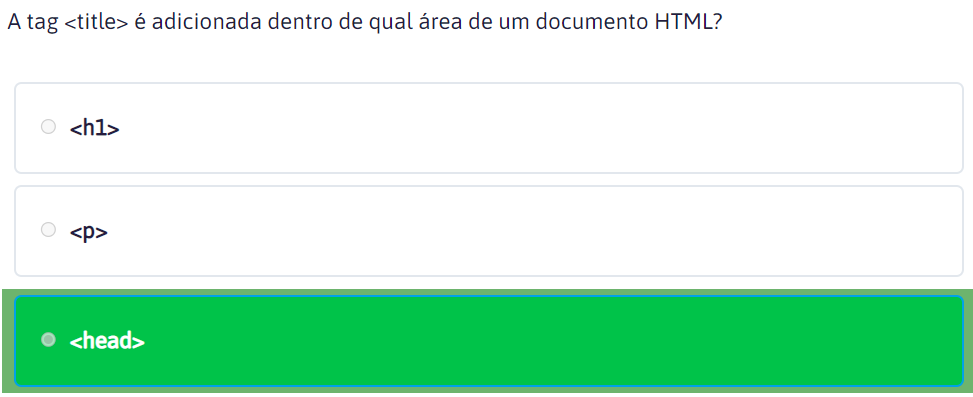 A tag <title> é adicionada dentro de qual área de um documento HTML?
<h1>
<p>
<head>